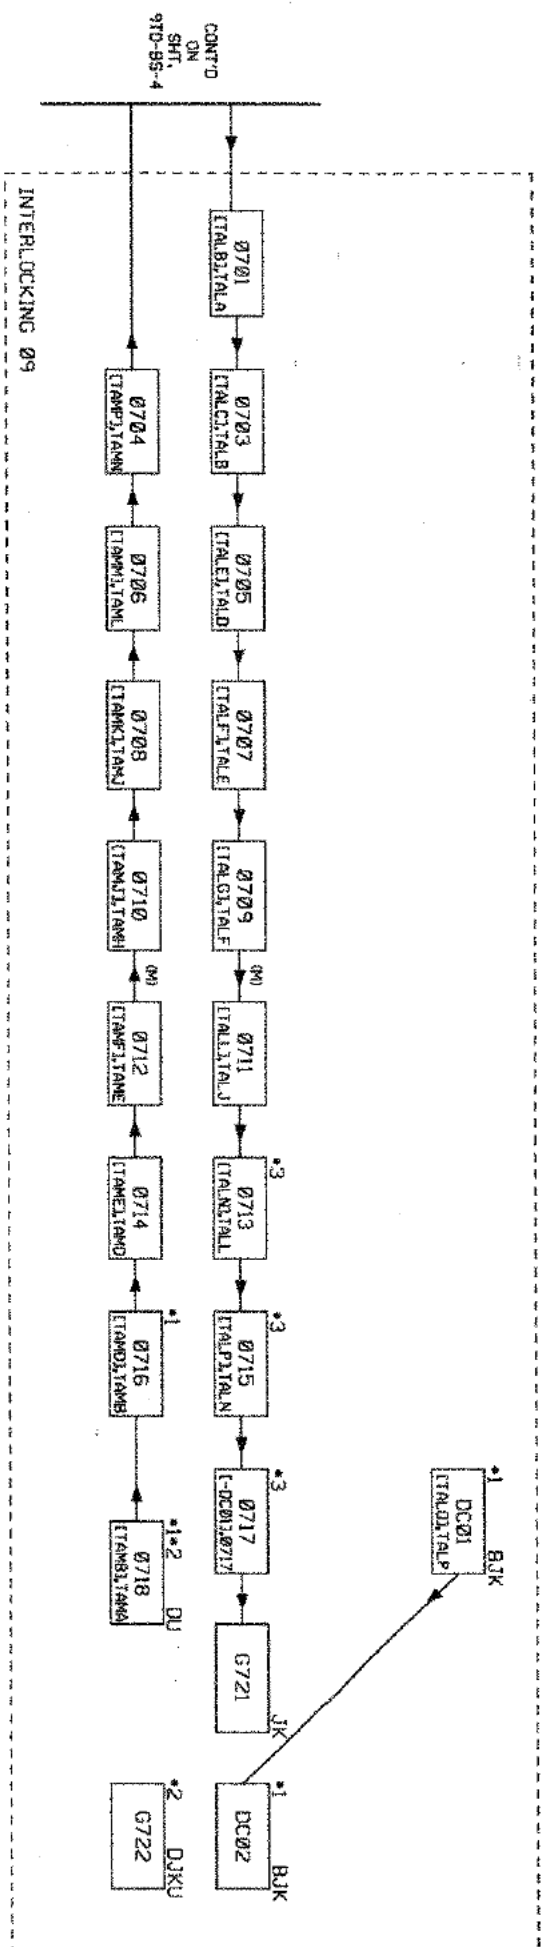 CONT'D
ON
SHT.
9TD-BS-4
INTERLOCKING 09
*1
BJK
DC01
[TALQ],TALP
0701
[TALB],TALA
0703
[TALC],TALB
0705
[TALE],TALD
0707
[TALF],TALE
0709
[TALG],TALF
(M)
0711
[TALL],TALJ
*3
0713
[TALN],TALL
*3
0715
[TALP],TALN
*3
0717
[-DC01],0717
JK
G721
*1
BJK
DC02
0704
[TAMP],TAMN
0706
[TAMM],TAML
0708
[TAMK],TAMJ
0710
[TAMJ],TAMH
(M)
0712
[TAMF],TAME
0714
[TAME],TAMD
*1
0716
[TAMD],TAMB
*1*2
DU
0718
[TAMB],TAMA
*2
DJKU
G722